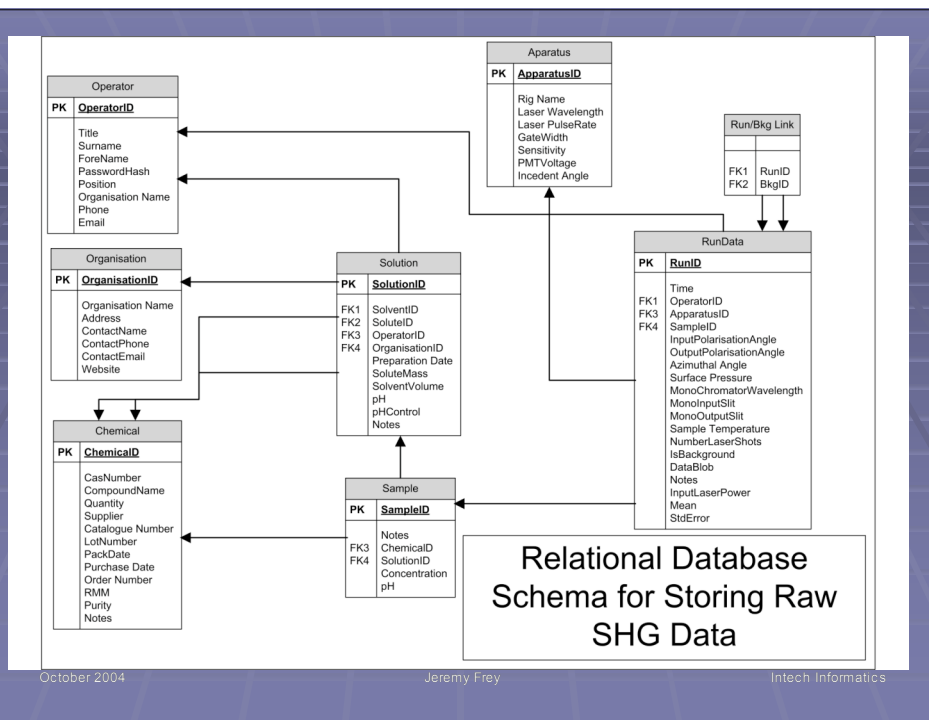 Operator
PK OperatorID
Title
Surname
ForeName
PasswordHash
Position
Organisation Name
Phone
Email
Organisation
PK OrganisationID
Organisation Name
Address
ContactName
ContactPhone
ContactEmail
Website
Chemical
PK ChemicalD
CasNumber
CompoundName
Quantity
Supplier
Catalogue Number
LotNumber
PackDate
Purchase Date
Order Number
RMM
Purity
Notes
Solution
PK SolutionID
FK1 SolventID
FK2 SoluteID
FK3 OperatorID
FK4 OrganisationID
Preparation Date
SoluteMass
SolventVolume
pH
pHControl
Notes
Sample
PK SampleID
Notes
FK3 ChemicalD
FK4 SolutionID
Concentration
pH
Aparatus
PK ApparatusID
Rig Name
Laser Wavelength
Laser PulseRate
GateWidth
Sensitivity
PMTVoltage
Incedent Angle
Run/Bkg Link
FK1 RunID
FK2 BkgID
RunData
PK RunID
Time
FK1 OperatorID
FK3 ApparatusID
FK4 SampleID
InputPolarisationAngle
OutputPolarisationAngle
Azimuthal Angle
Surface Pressure
MonoChromatorWavelength
MonoInputSlit
MonoOutputSlit
Sample Temperature
NumberLaserShots
IsBackground
DataBlob
Notes
InputLaserPower
Mean
StdError
Relational Database
Schema for Storing Raw
SHG Data
October 2004
Jeremy Frey
Intech Informatics